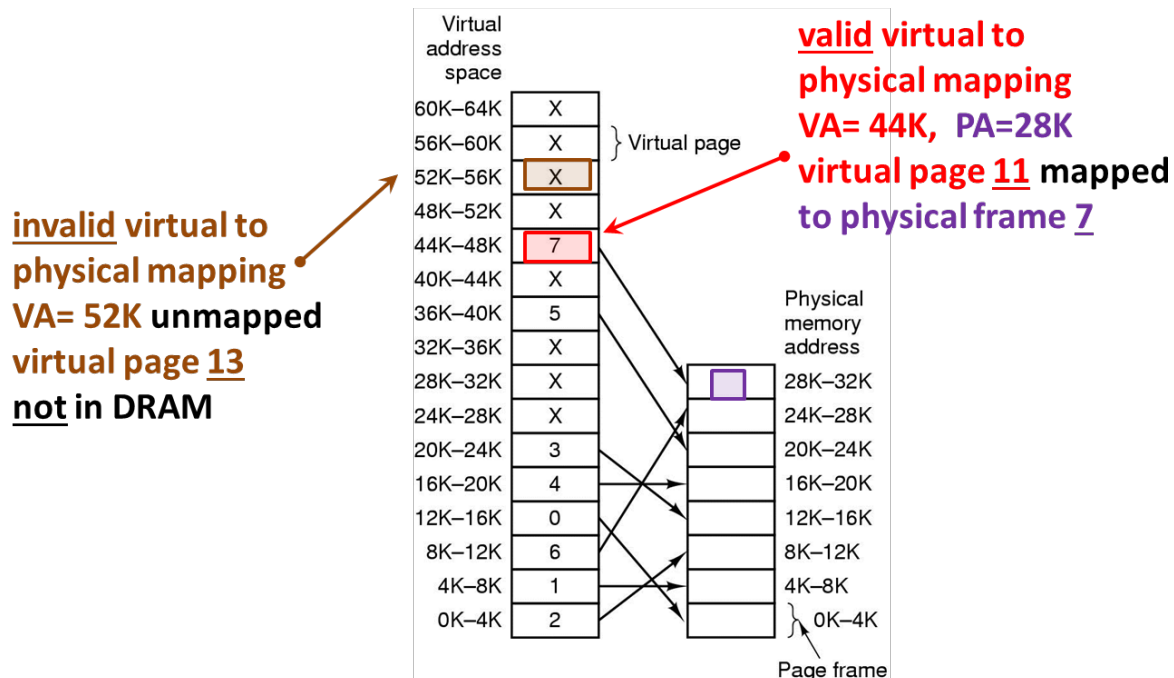 Virtual
address
space
60K–64K X
56K–60K X
Virtual page
52K–56K X
48K–52K X
44K–48K 7
40K–44K X
36K–40K 5
32K–36K X
28K–32K X
24K–28K X
20K–24K 3
16K–20K 4
12K–16K 0
8K–12K 6
4K–8K 1
0K–4K 2
valid virtual to
physical mapping
VA= 44K, PA=28K
virtual page 11 mapped
to physical frame 7
invalid virtual to
physical mapping
VA= 52K unmapped
virtual page 13
not in DRAM
Physical
memory
address
28K–32K
24K–28K
20K–24K
16K–20K
12K–16K
8K–12K
4K–8K
0K–4K
Page frame